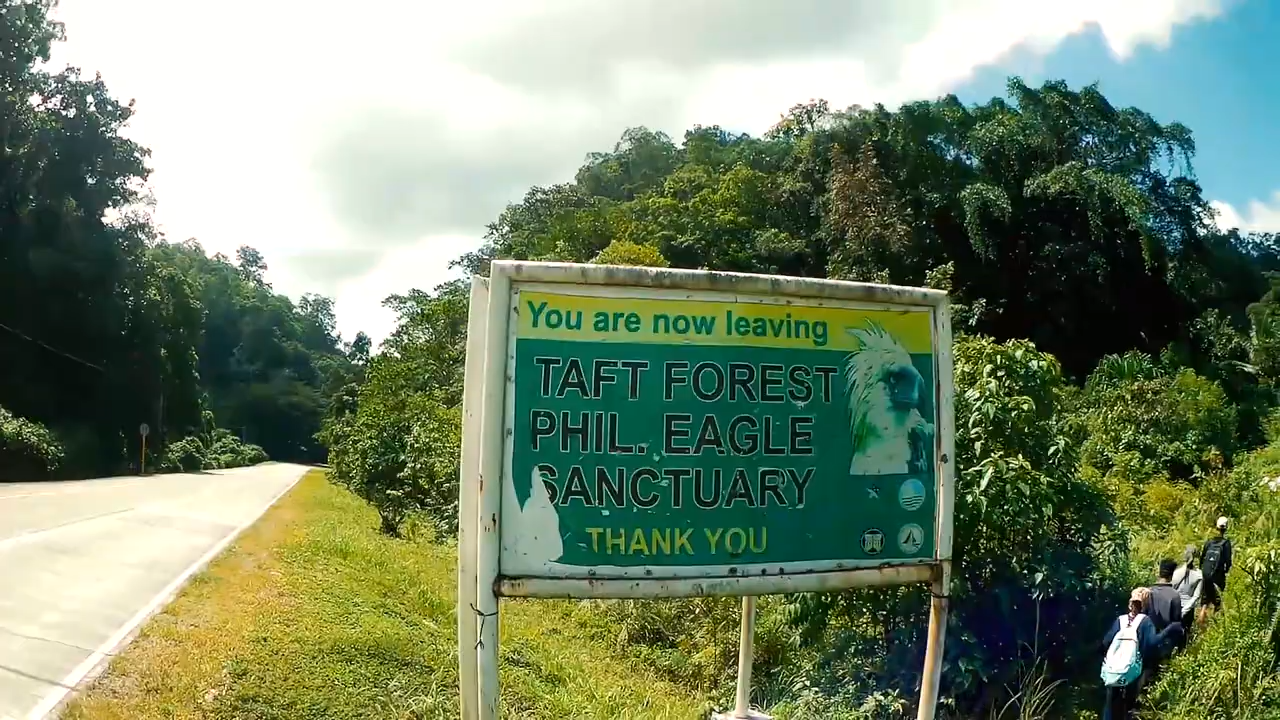 You are now leaving
TAFT FOREST
PHIL. EAGLE
SANCTUARY
THANK YOU